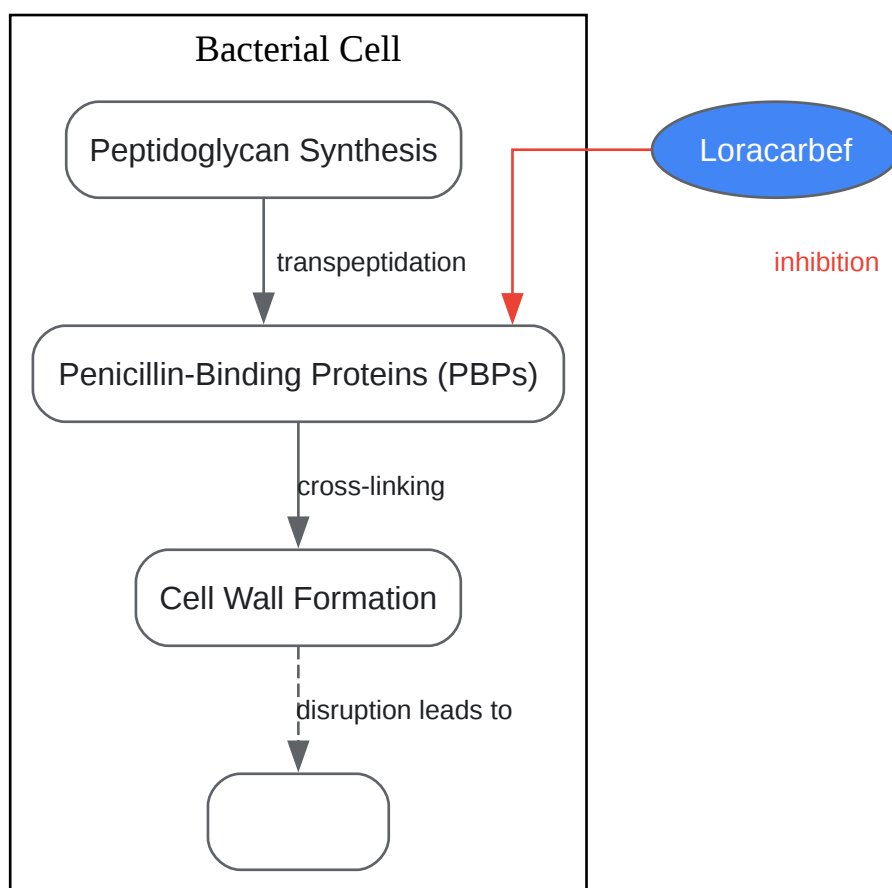 Bacterial Cell
Peptidoglycan Synthesis
Loracarbef
transpeptidation
inhibition
Penicillin-Binding Proteins (PBPs)
cross-linking
Cell Wall Formation
disruption leads to